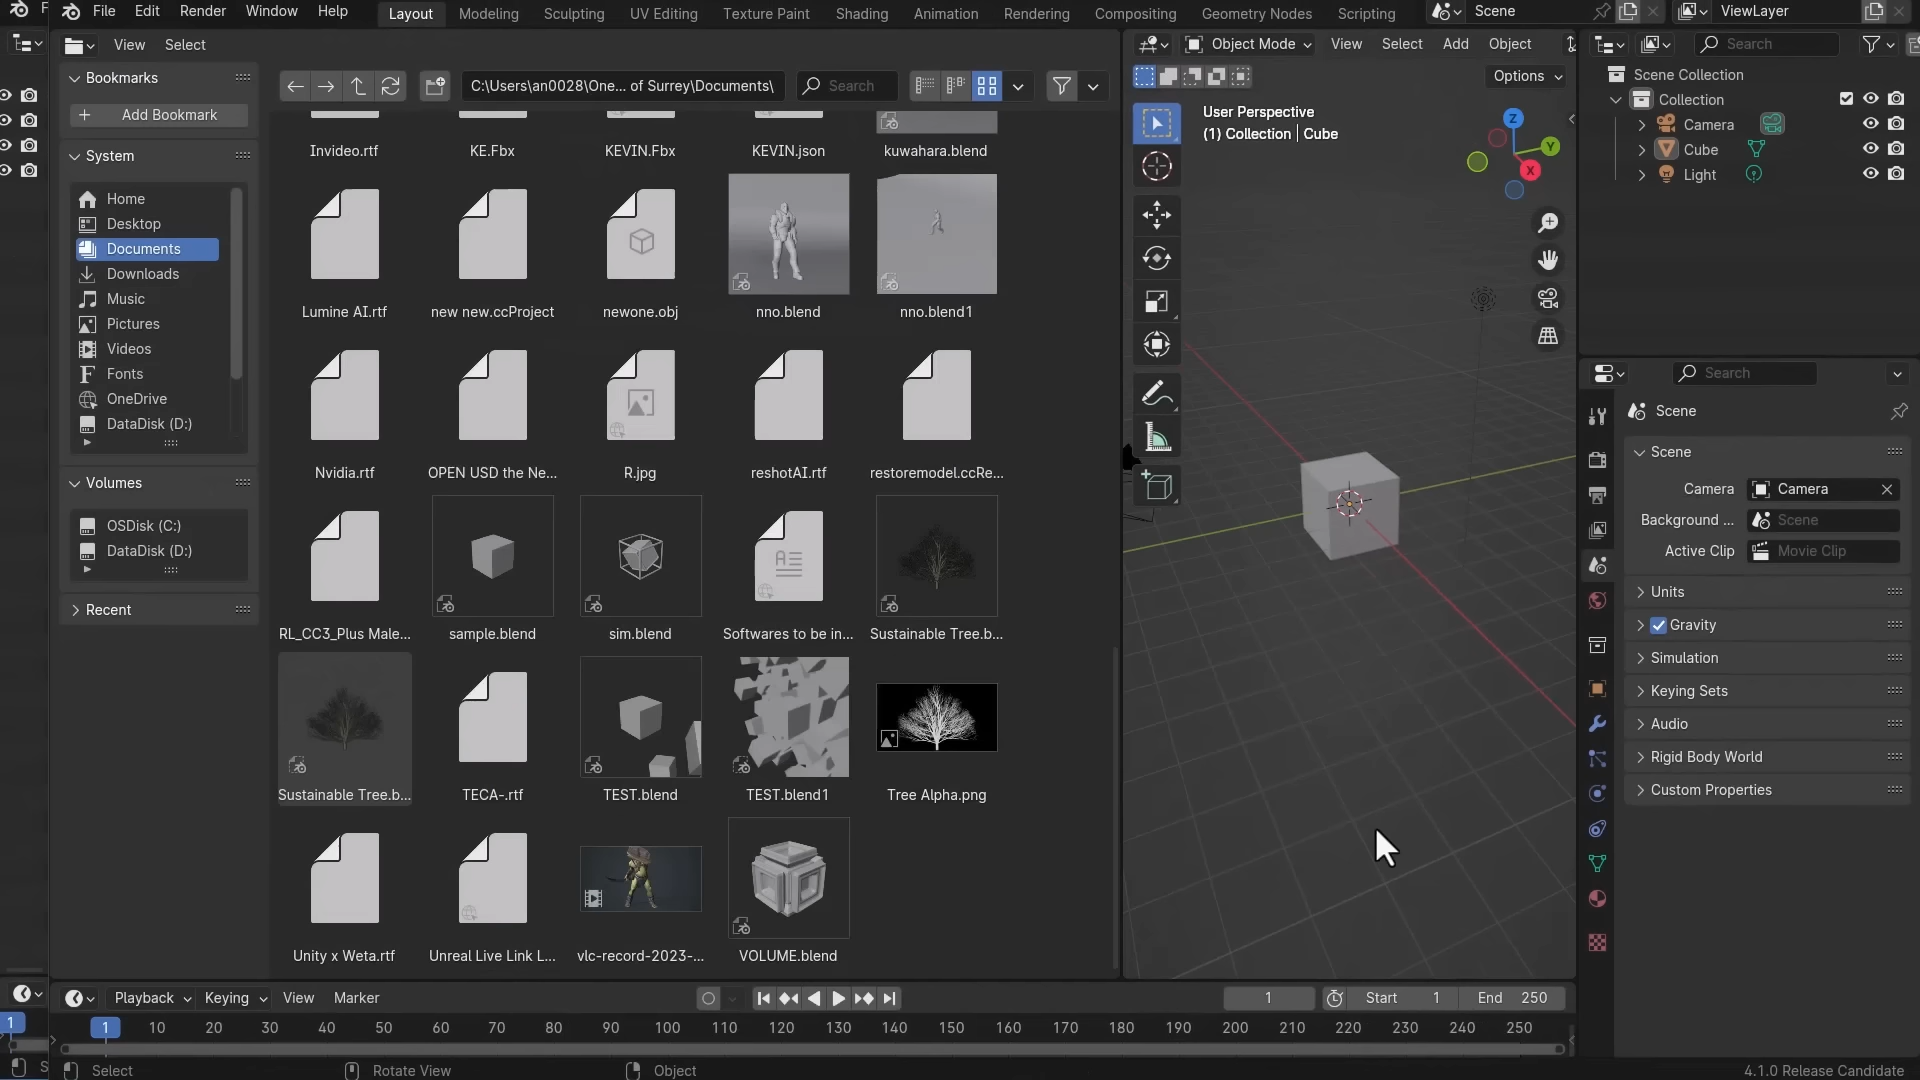 F
File Edit Render Window Help Layout Modeling Sculpting UV Editing Texture Paint Shading Animation Rendering Compositing Geometry Nodes Scripting Scene ViewLayer
View Select
Bookmarks
Add Bookmark
System
Home
Desktop
Documents
Downloads
Music
Pictures
Videos
Fonts
OneDrive
DataDisk (D:)
Volumes
OSDisk (C:)
DataDisk (D:)
Recent
C:\Users\an0028\One... of Surrey\Documents\ Search
Invideo.rtf KE.Fbx KEVIN.Fbx KEVIN.json kuwahara.blend
Lumine AI.rtf new new.ccProject newone.obj nno.blend nno.blend1
Nvidia.rtf OPEN USD the Ne... R.jpg reshotAI.rtf restoremodel.ccRe...
RL_CC3_Plus Male... sample.blend sim.blend Softwares to be in... Sustainable Tree.b...
Sustainable Tree.b... TECA-.rtf TEST.blend TEST.blend1 Tree Alpha.png
Unity x Weta.rtf Unreal Live Link L... vlc-record-2023-... VOLUME.blend
Object Mode View Select Add Object
Options
User Perspective
(1) Collection | Cube
Z
Y
X
Search
Scene Collection
Collection
Camera
Cube
Light
Search
Scene
Scene
Camera Camera
Background ... Scene
Active Clip Movie Clip
Units
Gravity
Simulation
Keying Sets
Audio
Rigid Body World
Custom Properties
Playback Keying View Marker 1 Start 1 End 250
1 1 10 20 30 40 50 60 70 80 90 100 110 120 130 140 150 160 170 180 190 200 210 220 230 240 250
S Select Rotate View Object 4.1.0 Release Candidate